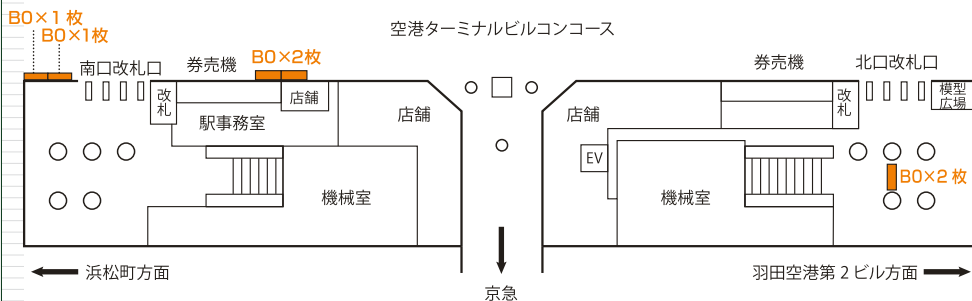 BO×1枚
BO×1枚
空港ターミナルビルコンコース
南口改札口
券売機
BO×2枚
券売機
北口改札口
改札
店舗
改札
模型広場
駅事務室
店舗
店舗
EV
BO×2枚
機械室
機械室
浜松町方面
京急
羽田空港第2ビル方面